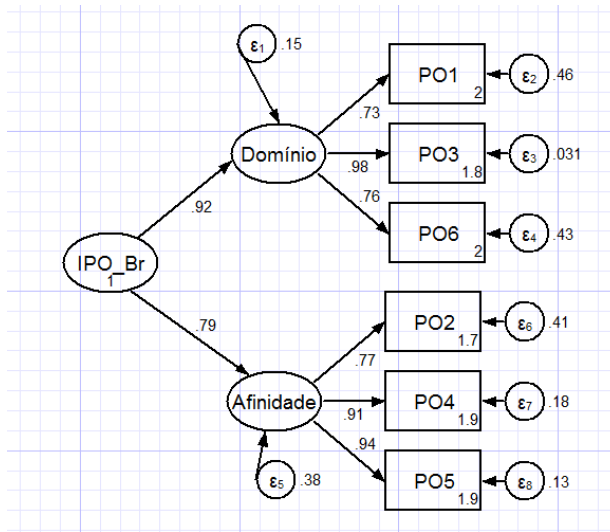 ε1 .15
PO1 2
ε2 .46
.73
Domínio
.98
PO3 1.8
ε3 .031
.76
PO6 2
ε4 .43
.92
IPO_Br 1
.79
PO2 1.7
ε6 .41
.77
Afinidade
.91
PO4 1.9
ε7 .18
.94
ε5 .38
PO5 1.9
ε8 .13